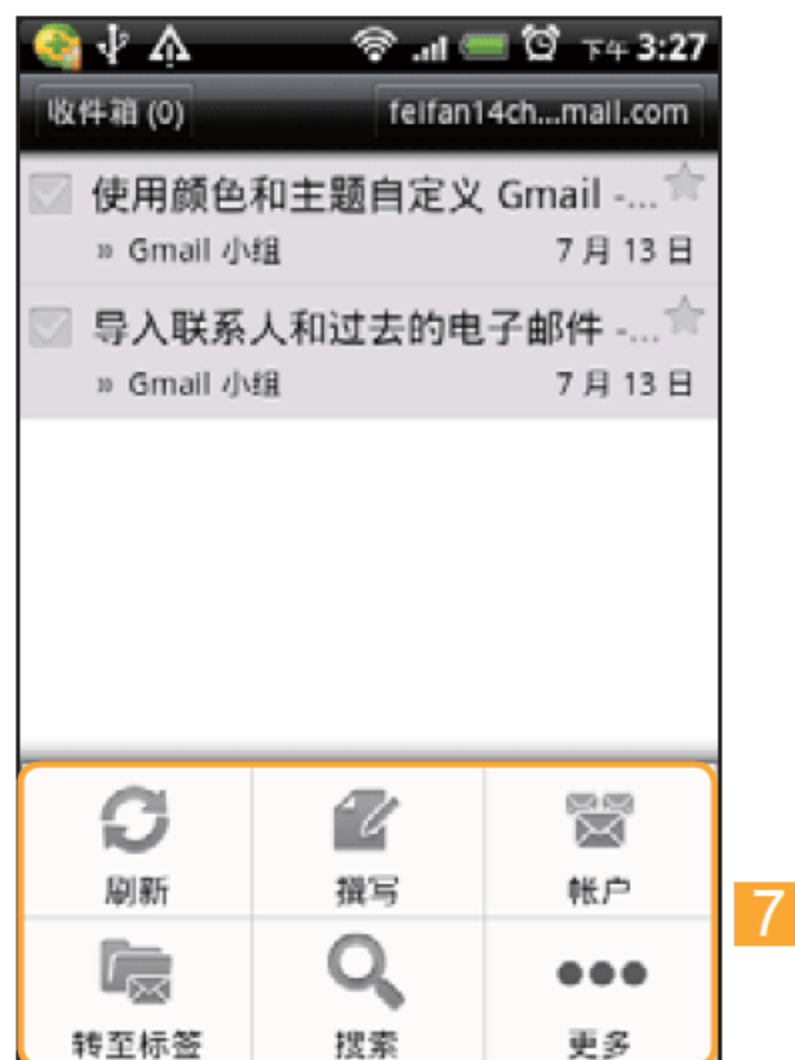 下午 3:27
收件箱 (0) feifan14ch...mail.com
使用颜色和主题自定义 Gmail -...
» Gmail 小组 7 月 13 日
导入联系人和过去的电子邮件 -...
» Gmail 小组 7 月 13 日
刷新 撰写 帐户
7
转至标签 搜索 更多